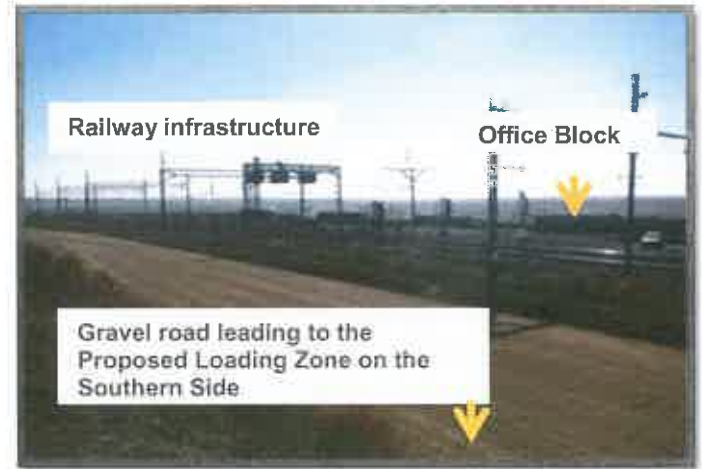 Railway infrastructure
Office Block
Gravel road leading to the
Proposed Loading Zone on the
Southern Side